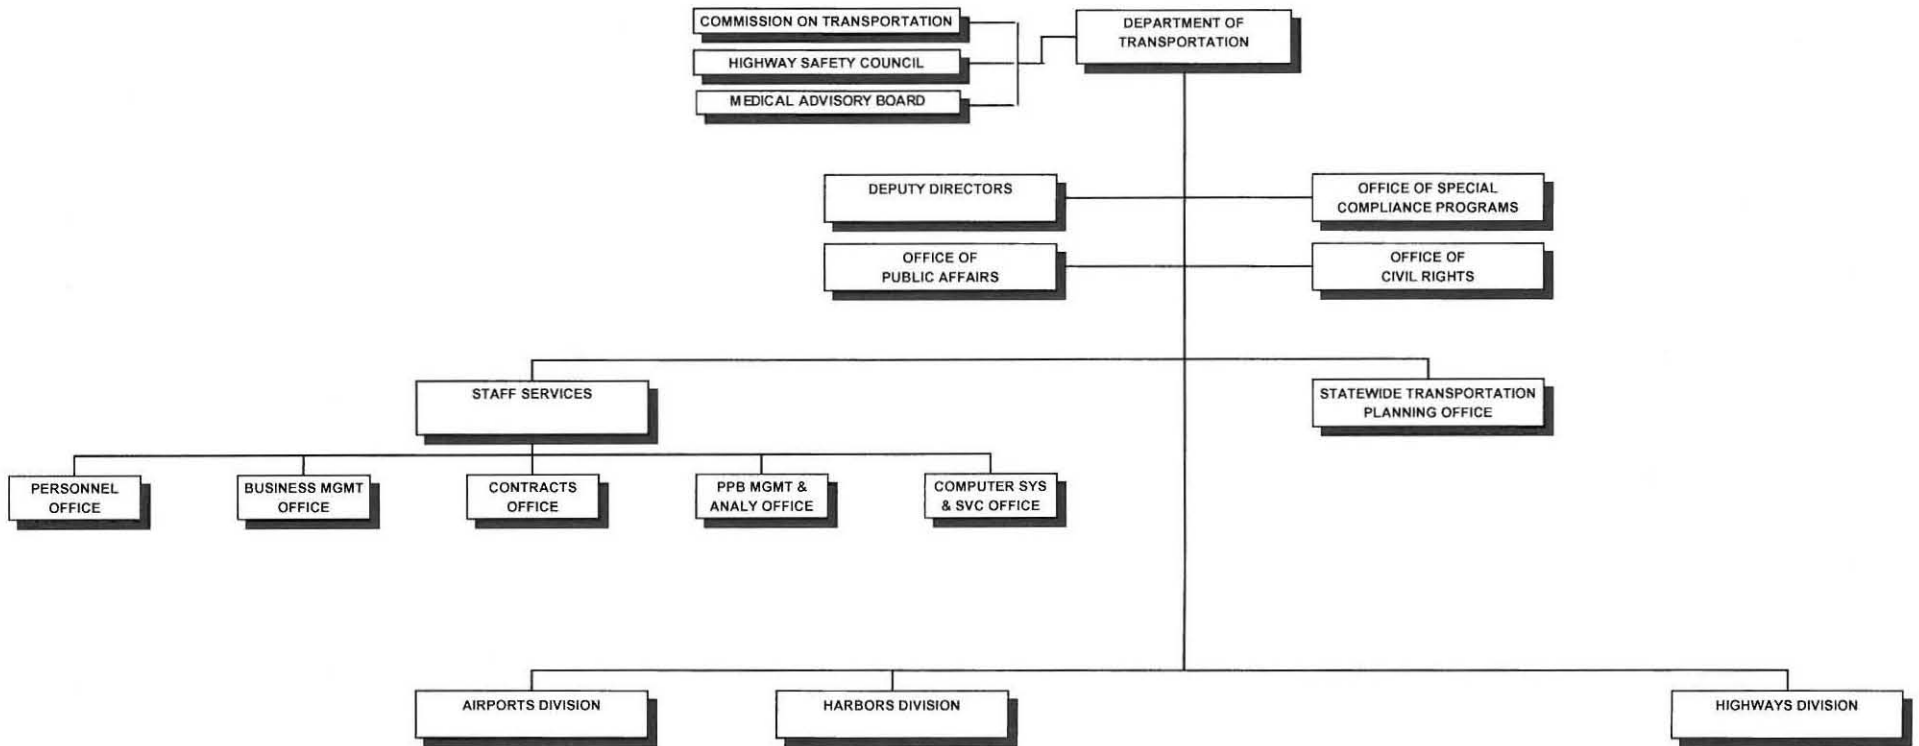 COMMISSION ON TRANSPORTATION
HIGHWAY SAFETY COUNCIL
MEDICAL ADVISORY BOARD
DEPARTMENT OF
TRANSPORTATION
DEPUTY DIRECTORS
OFFICE OF SPECIAL
COMPLIANCE PROGRAMS
OFFICE OF
PUBLIC AFFAIRS
OFFICE OF
CIVIL RIGHTS
STAFF SERVICES
STATEWIDE TRANSPORTATION
PLANNING OFFICE
PERSONNEL
OFFICE
BUSINESS MGMT
OFFICE
CONTRACTS
OFFICE
PPB MGMT &
ANALY OFFICE
COMPUTER SYS
& SVC OFFICE
AIRPORTS DIVISION
HARBORS DIVISION
HIGHWAYS DIVISION